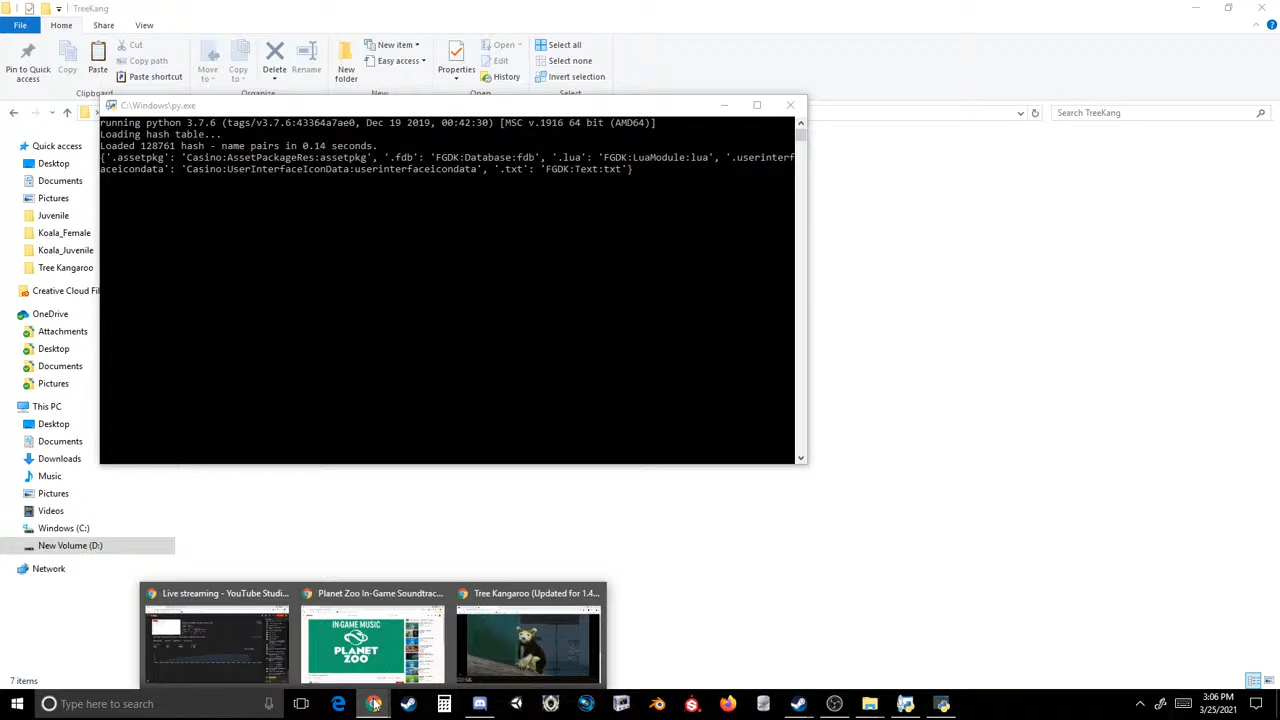 TreeKang
File
Home
Share
View
Pin to Quick access
Copy
Paste
Cut
Copy path
Paste shortcut
Move to
Copy to
Delete
Rename
New folder
New item
Easy access
Properties
Open
Edit
History
Select all
Select none
Invert selection
Clipboard
Organize
New
Open
Select
Search TreeKang
C:\Windows\py.exe
running python 3.7.6 (tags/v3.7.6:43364a7ae0, Dec 19 2019, 00:42:30) [MSC v.1916 64 bit (AMD64)]
Loading hash table...
Loaded 128761 hash - name pairs in 0.14 seconds.
{'.assetpkg': 'Casino:AssetPackageRes:assetpkg', '.fdb': 'FGDK:Database:fdb', '.lua': 'FGDK:LuaModule:lua', '.userinterf
aceicondata': 'Casino:UserInterfaceIconData:userinterfaceicondata', '.txt': 'FGDK:Text:txt'}
Quick access
Desktop
Documents
Pictures
Juvenile
Koala_Female
Koala_Juvenile
Tree Kangaroo
Creative Cloud Fil
OneDrive
Attachments
Desktop
Documents
Pictures
This PC
Desktop
Documents
Downloads
Music
Pictures
Videos
Windows (C:)
New Volume (D:)
Network
Live streaming - YouTube Studi...
Planet Zoo In-Game Soundtrac...
Tree Kangaroo (Updated for 1.4...
IN-GAME MUSIC
PLANET
ZOO
7 items
Type here to search
3:06 PM
3/25/2021